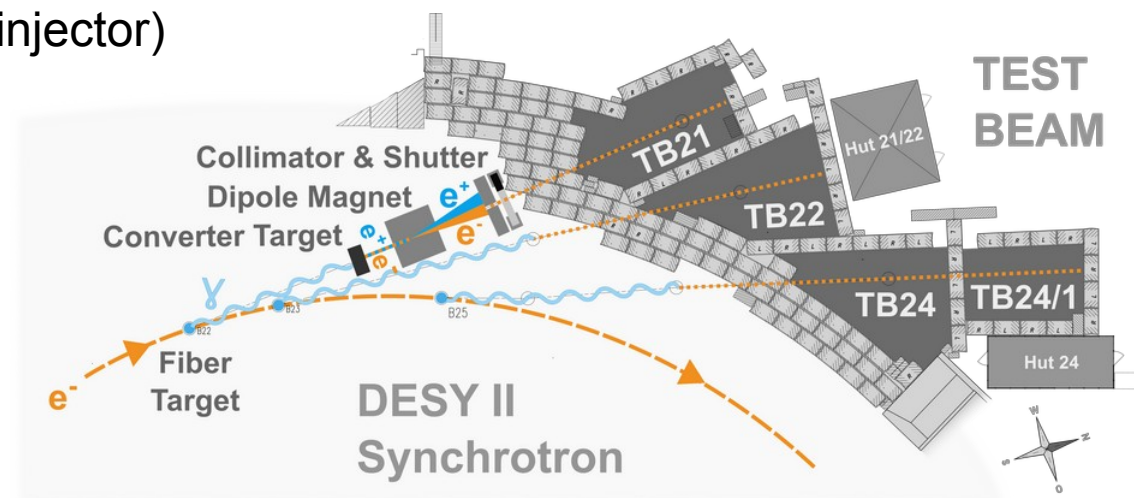 injector)
TEST
BEAM
TB21
Hut 21/22
Collimator & Shutter
Dipole Magnet
e⁺
Converter Target
e⁺
e⁻
e⁻
TB22
γ
B22
B23
B25
TB24
TB24/1
Fiber
Target
e⁻
Hut 24
DESY II
Synchrotron
W
N
S
O